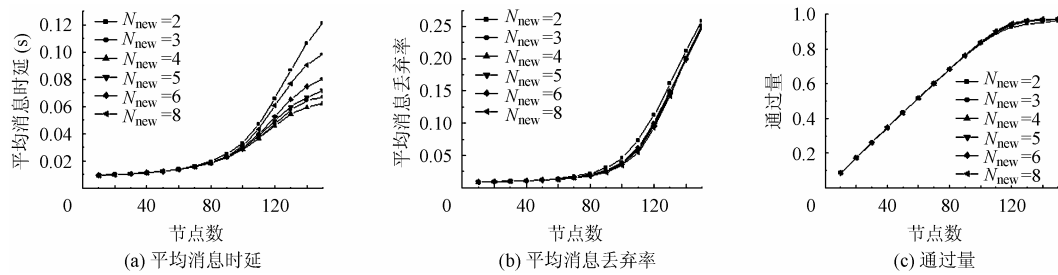 平均消息时延 (s)
0.12
0.10
0.08
0.06
0.04
0.02
0
40
80
120
N_new=2
N_new=3
N_new=4
N_new=5
N_new=6
N_new=8
节点数
(a) 平均消息时延
平均消息丢弃率
0.25
0.20
0.15
0.10
0.05
0
40
80
120
N_new=2
N_new=3
N_new=4
N_new=5
N_new=6
N_new=8
节点数
(b) 平均消息丢弃率
通过量
1.0
0.8
0.6
0.4
0.2
0
40
80
120
N_new=2
N_new=3
N_new=4
N_new=5
N_new=6
N_new=8
节点数
(c) 通过量